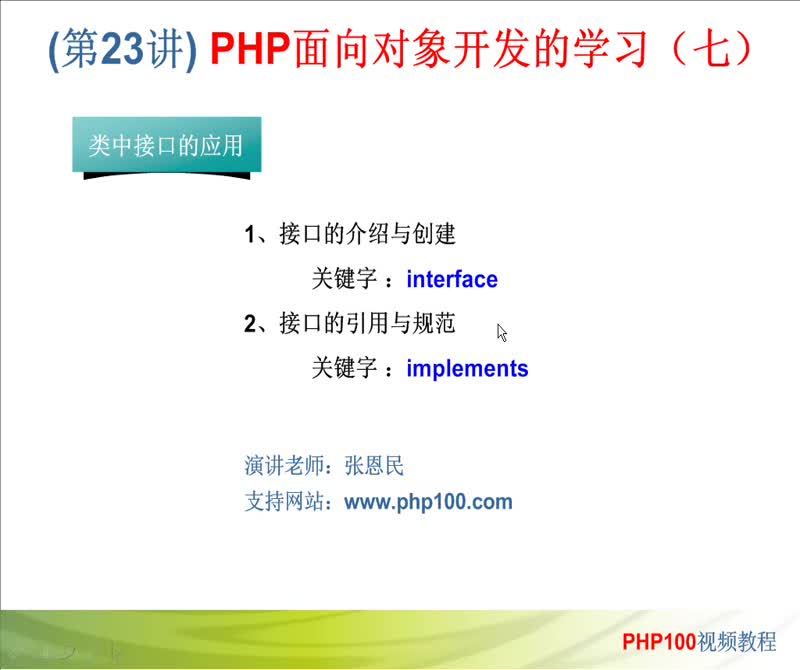 (第23讲) PHP面向对象开发的学习（七）
类中接口的应用
1、接口的介绍与创建
关键字：interface
2、接口的引用与规范
关键字：implements
演讲老师：张恩民
支持网站：www.php100.com
PHP100视频教程